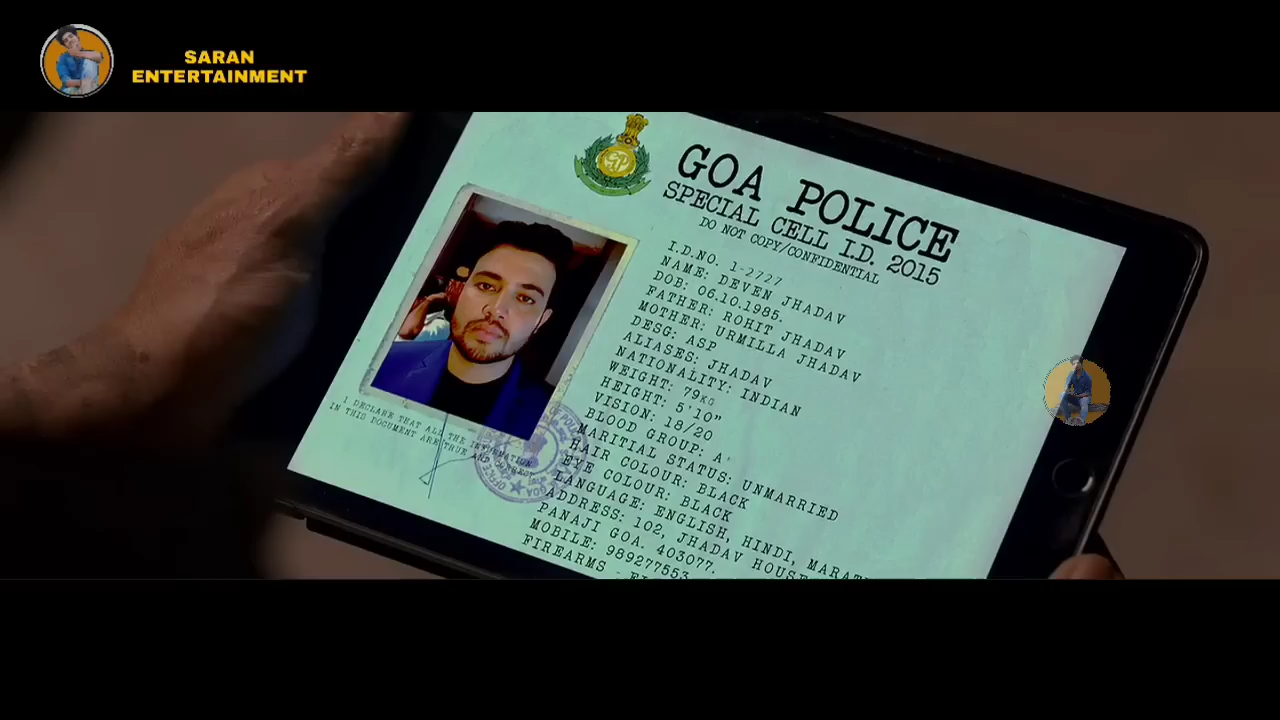 SARAN
ENTERTAINMENT
GOA POLICE
SPECIAL CELL I.D. 2015
DO NOT COPY/CONFIDENTIAL
I.D.NO. 1-2727
NAME: DEVEN JHADAV
DOB: 06.10.1985.
FATHER: ROHIT JHADAV
MOTHER: URMILLA JHADAV
DESG: ASP
ALIASES: JHADAV
NATIONALITY: INDIAN
WEIGHT: 79KG
HEIGHT: 5'10"
VISION: 18/20
BLOOD GROUP: A+
MARITIAL STATUS: UNMARRIED
HAIR COLOUR: BLACK
EYE COLOUR: BLACK
LANGUAGE: ENGLISH, HINDI, MARAT
ADDRESS: 102, JHADAV HOUSE
PANAJI GOA. 403077.
MOBILE: 989277553
FIREARMS -
I DECLARE THAT ALL THE INFORMATION
IN THIS DOCUMENT ARE TRUE AND